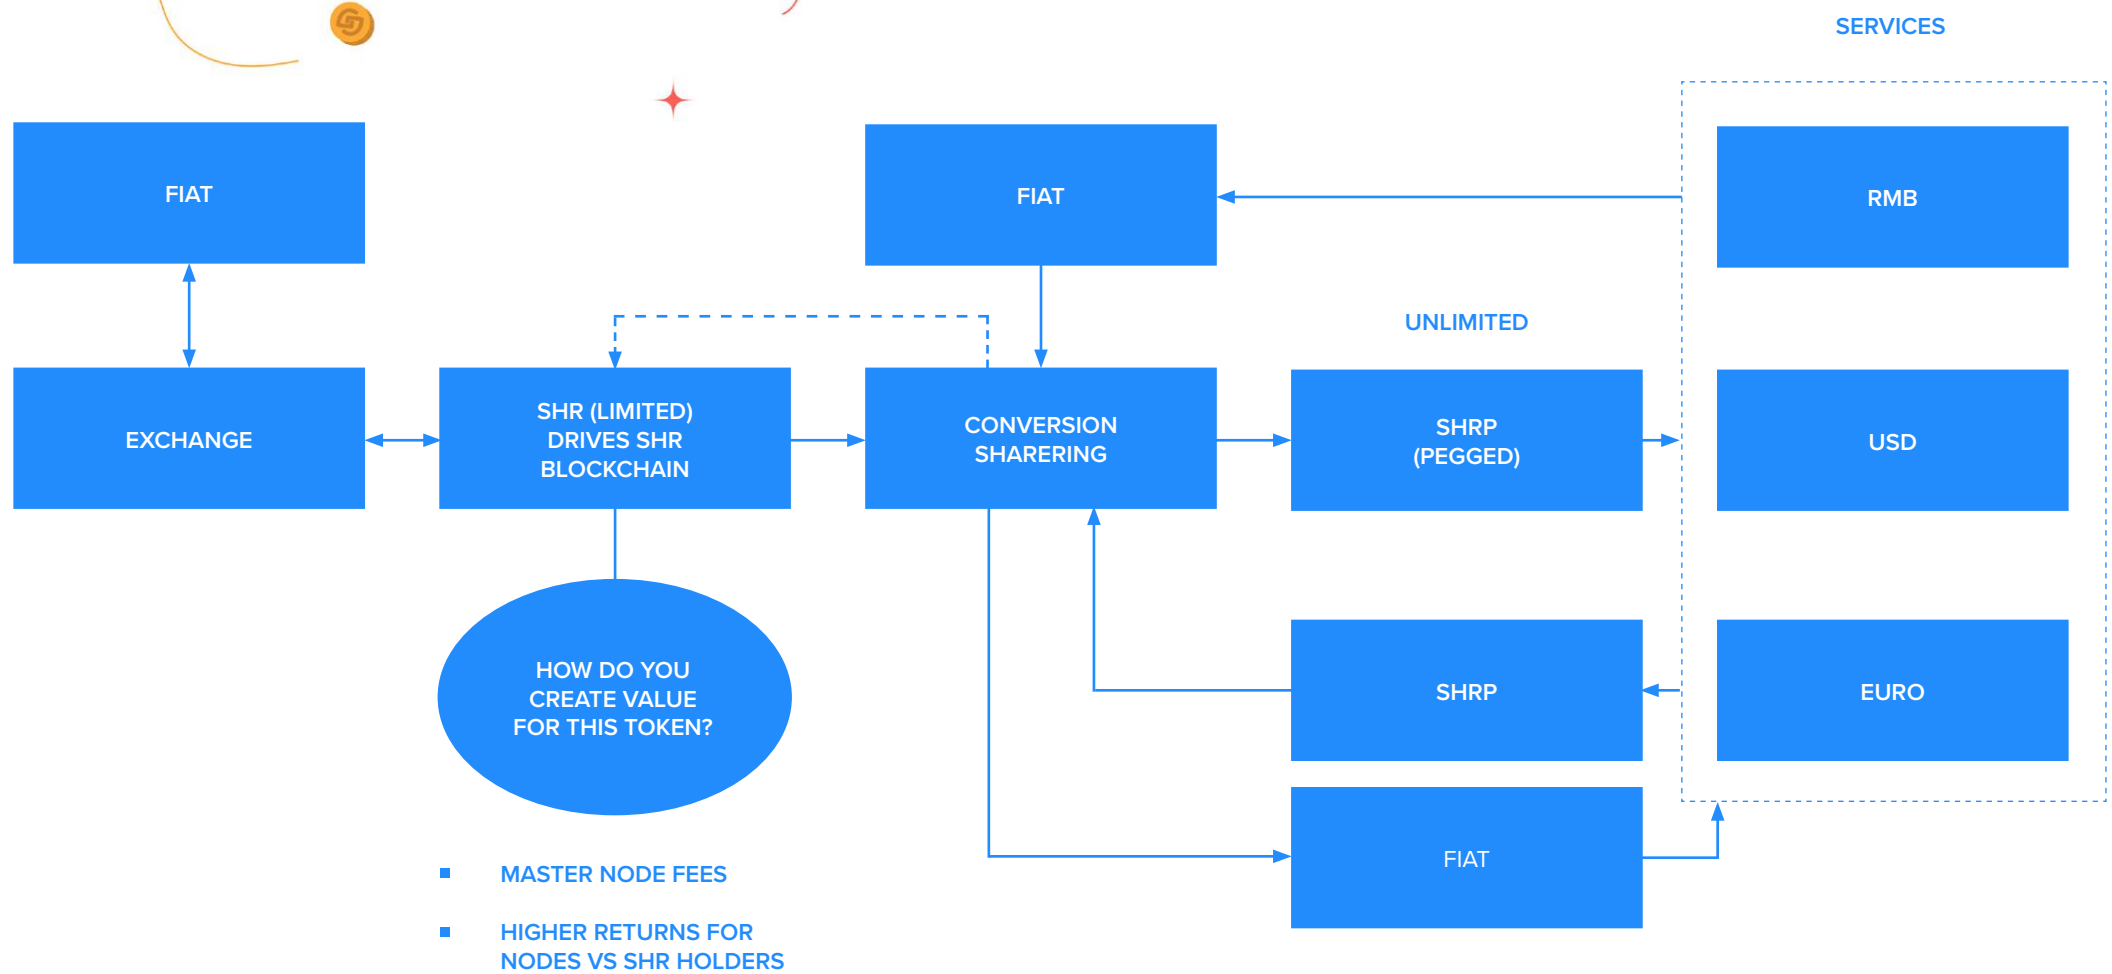 SERVICES
FIAT
FIAT
RMB
UNLIMITED
EXCHANGE
SHR (LIMITED)
DRIVES SHR
BLOCKCHAIN
CONVERSION
SHARERING
SHRP
(PEGGED)
USD
HOW DO YOU
CREATE VALUE
FOR THIS TOKEN?
SHRP
EURO
FIAT
MASTER NODE FEES
HIGHER RETURNS FOR
NODES VS SHR HOLDERS